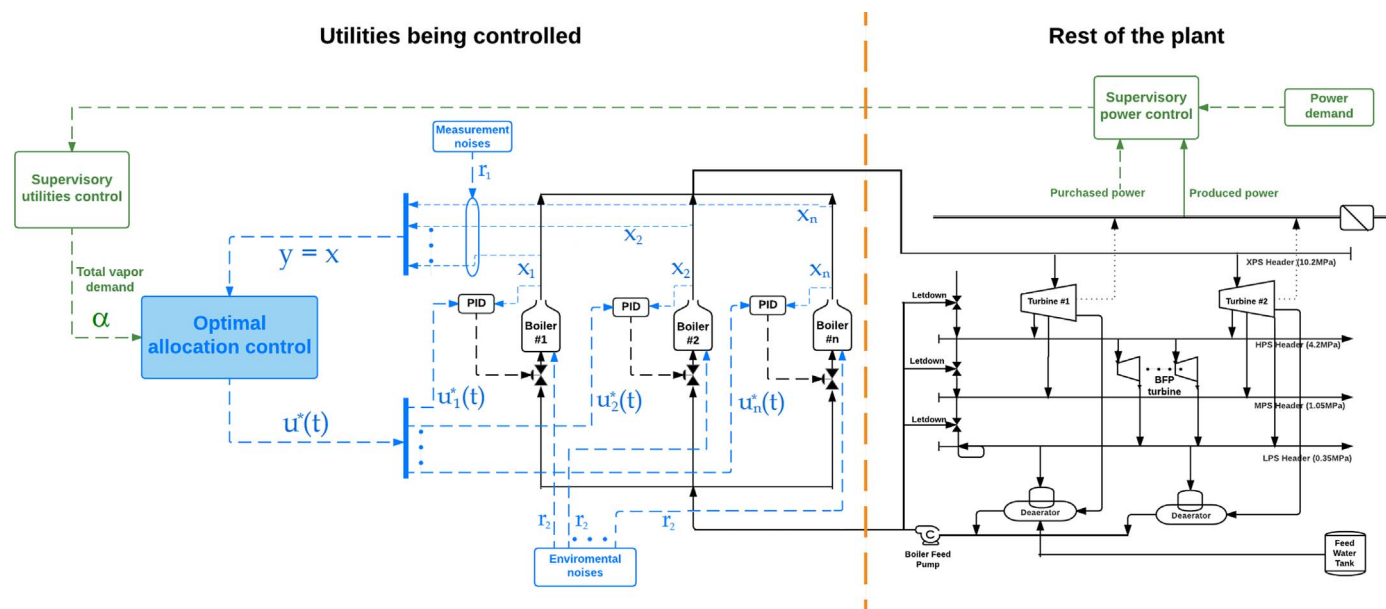 Utilities being controlled
Rest of the plant
Supervisory
power control
Power
demand
Measurement
noises
r1
Supervisory
utilities control
Purchased power
Produced power
xn
x2
y = x
x1
x2
xn
XPS Header (10.2MPa)
Total vapor
demand
α
PID
PID
PID
Letdown
Turbine #1
Turbine #2
Optimal
allocation control
Boiler
#1
Boiler
#2
Boiler
#n
HPS Header (4.2MPa)
Letdown
BFP
turbine
u*1(t)
u*2(t)
u*n(t)
MPS Header (1.05MPa)
u*(t)
Letdown
LPS Header (0.35MPa)
r2
r2
r2
Deaerator
Deaerator
C
Boiler Feed
Pump
Enviromental
noises
Feed
Water
Tank